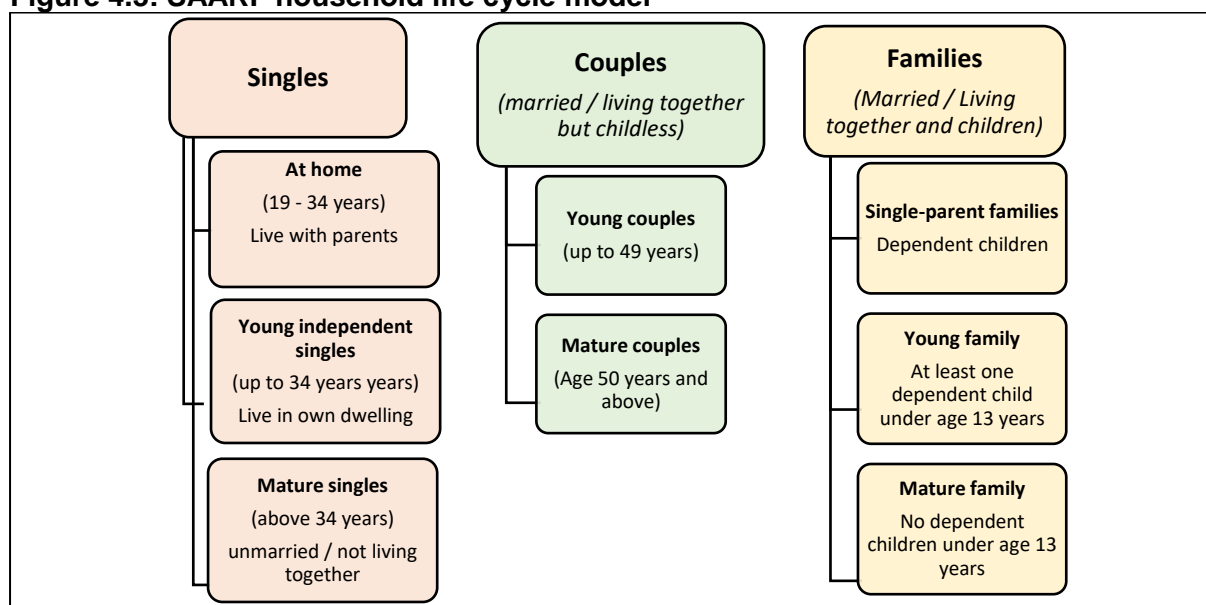 Figure 4.3: SAARF household life cycle model
Singles
At home
(19 - 34 years)
Live with parents
Young independent
singles
(up to 34 years years)
Live in own dwelling
Mature singles
(above 34 years)
unmarried / not living
together
Couples
(married / living together
but childless)
Young couples
(up to 49 years)
Mature couples
(Age 50 years and
above)
Families
(Married / Living
together and children)
Single-parent families
Dependent children
Young family
At least one
dependent child
under age 13 years
Mature family
No dependent
children under age 13
years